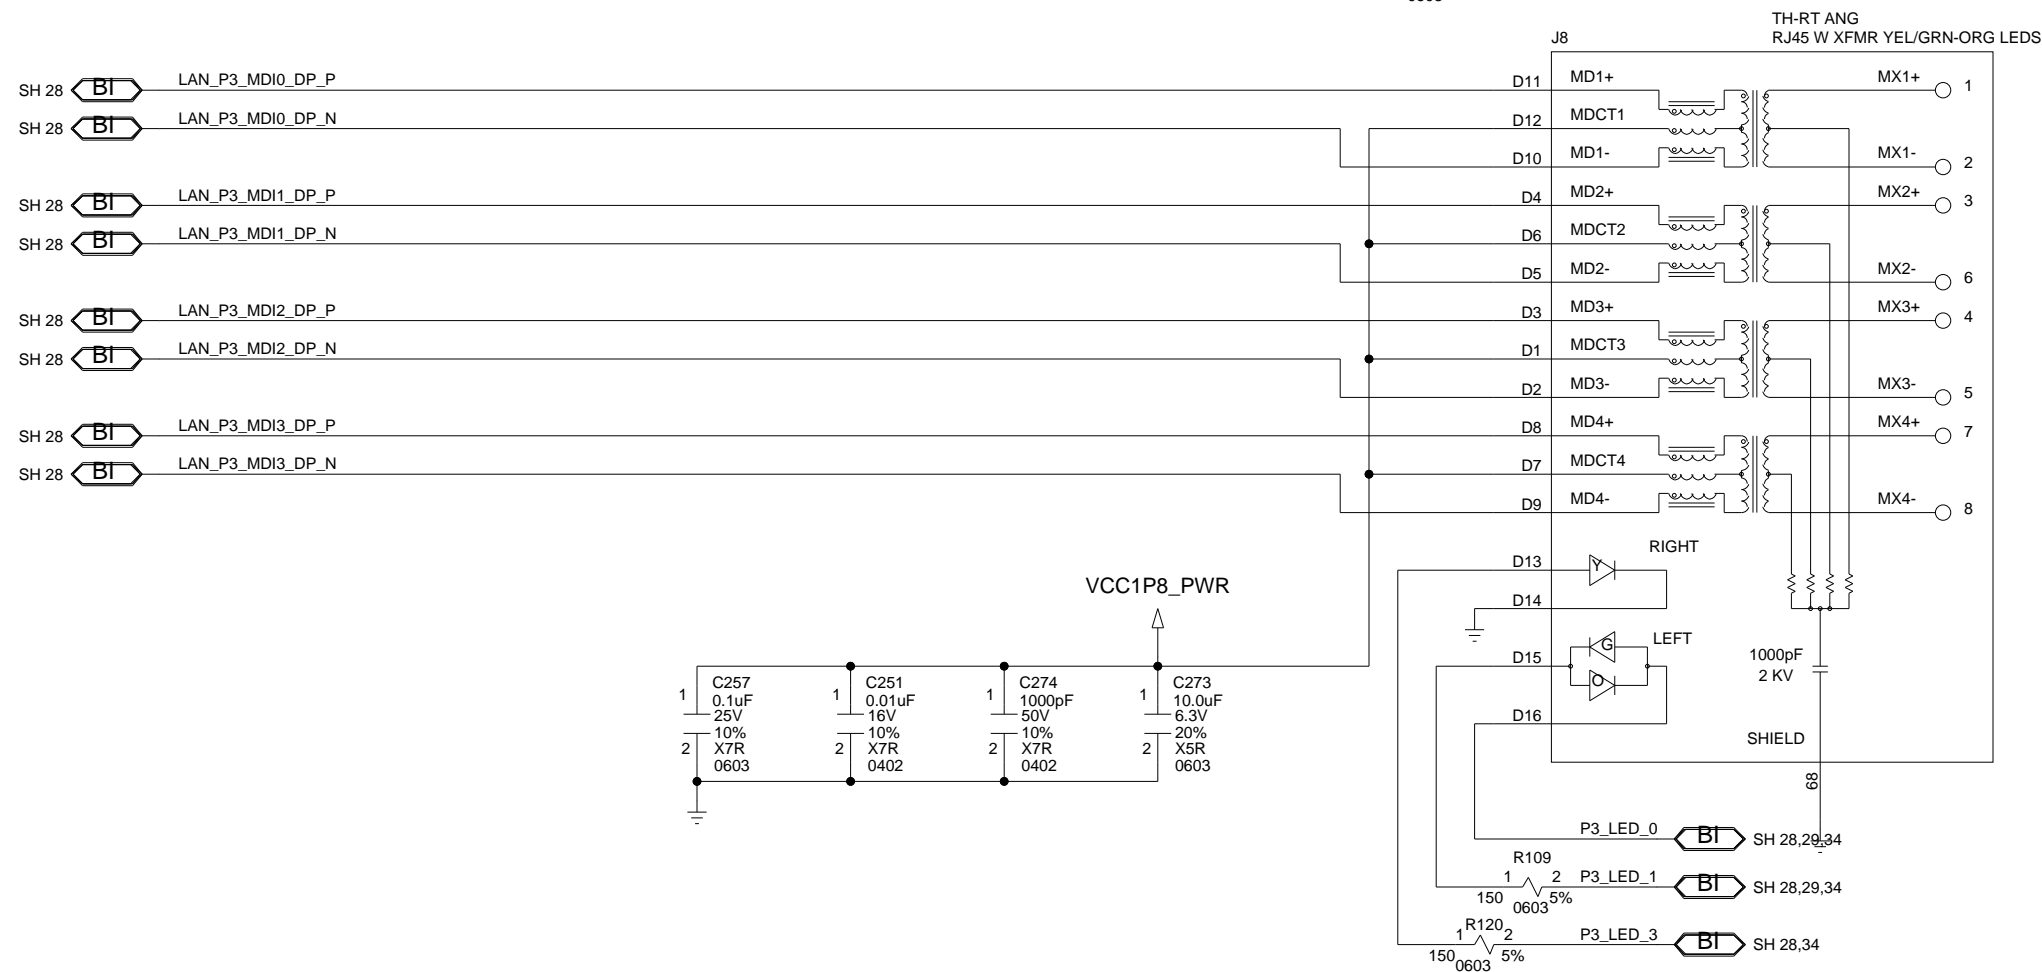 TH-RT ANG
J8 RJ45 W XFMR YEL/GRN-ORG LEDS
SH 28 BI LAN_P3_MDI0_DP_P D11 MD1+ MX1+ 1
SH 28 BI LAN_P3_MDI0_DP_N D12 MDCT1
D10 MD1- MX1- 2
SH 28 BI LAN_P3_MDI1_DP_P D4 MD2+ MX2+ 3
SH 28 BI LAN_P3_MDI1_DP_N D6 MDCT2
D5 MD2- MX2- 6
SH 28 BI LAN_P3_MDI2_DP_P D3 MD3+ MX3+ 4
SH 28 BI LAN_P3_MDI2_DP_N D1 MDCT3
D2 MD3- MX3- 5
SH 28 BI LAN_P3_MDI3_DP_P D8 MD4+ MX4+ 7
SH 28 BI LAN_P3_MDI3_DP_N D7 MDCT4
D9 MD4- MX4- 8
RIGHT
D13 Y
VCC1P8_PWR
D14
G LEFT
D15 1000pF
O 2 KV
D16
SHIELD
68
1 C257 1 C251 1 C274 1 C273
0.1uF 0.01uF 1000pF 10.0uF
25V 16V 50V 6.3V
10% 10% 10% 20%
2 X7R 2 X7R 2 X7R 2 X5R
0603 0402 0402 0603
P3_LED_0 BI SH 28,29,34
R109
1 2 P3_LED_1 BI SH 28,29,34
150 0603 5%
R120
1 2 P3_LED_3 BI SH 28,34
150 0603 5%